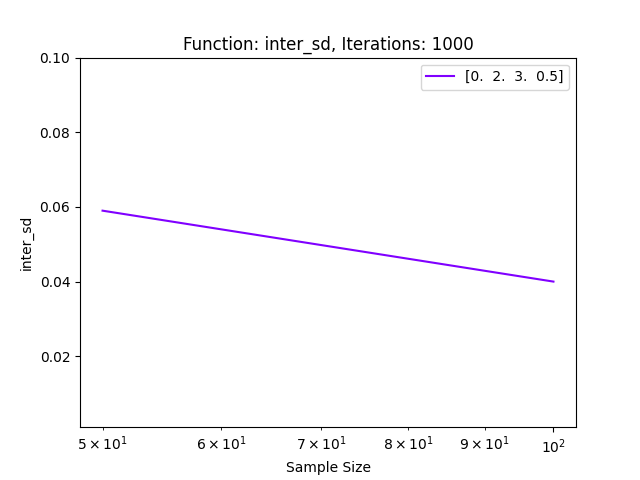 Function: inter_sd, Iterations: 1000
[0. 2. 3. 0.5]
0.10
0.08
0.06
0.04
0.02
inter_sd
5 × 10¹
6 × 10¹
7 × 10¹
8 × 10¹
9 × 10¹
10²
Sample Size